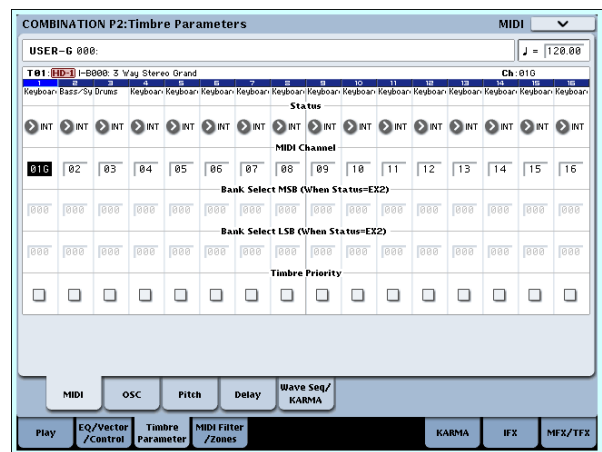 COMBINATION P2:Timbre Parameters MIDI
USER-G 000: ♩ = 120.00
T01: HD-1 I-B000: 3 Way Stereo Grand Ch:01G
1 2 3 4 5 6 7 8 9 10 11 12 13 14 15 16
Keyboar Bass/Sy Drums Keyboar Keyboar Keyboar Keyboar Keyboar Keyboar Keyboar Keyboar Keyboar Keyboar Keyboar Keyboar Keyboar
Status
INT INT INT INT INT INT INT INT INT INT INT INT INT INT INT INT
MIDI Channel
01G 02 03 04 05 06 07 08 09 10 11 12 13 14 15 16
Bank Select MSB (When Status=EX2)
000 000 000 000 000 000 000 000 000 000 000 000 000 000 000 000
Bank Select LSB (When Status=EX2)
000 000 000 000 000 000 000 000 000 000 000 000 000 000 000 000
Timbre Priority
MIDI OSC Pitch Delay Wave Seq/
KARMA
Play EQ/Vector
/Control Timbre
Parameter MIDI Filter
/Zones KARMA IFX MFX/TFX